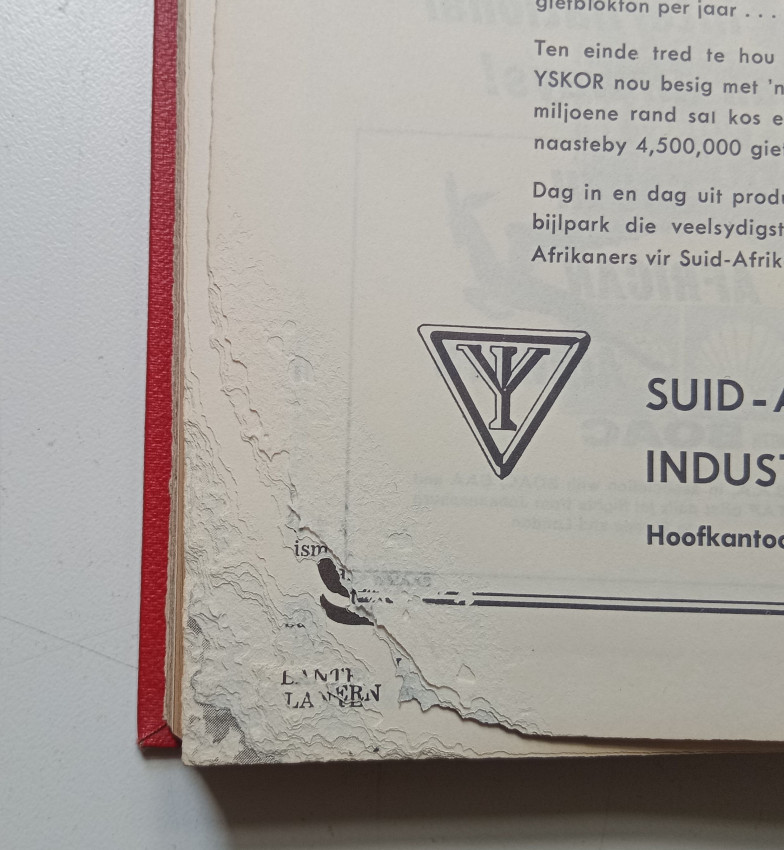 gietblokton per jaar . . .
Ten einde tred te hou
YSKOR nou besig met 'n
miljoene rand sal kos e
naasteby 4,500,000 gie
Dag in en dag uit produ
bijlpark die veelsydigst
Afrikaners vir Suid-Afrik
SUID-A
INDUST
Hoofkantoo
ism